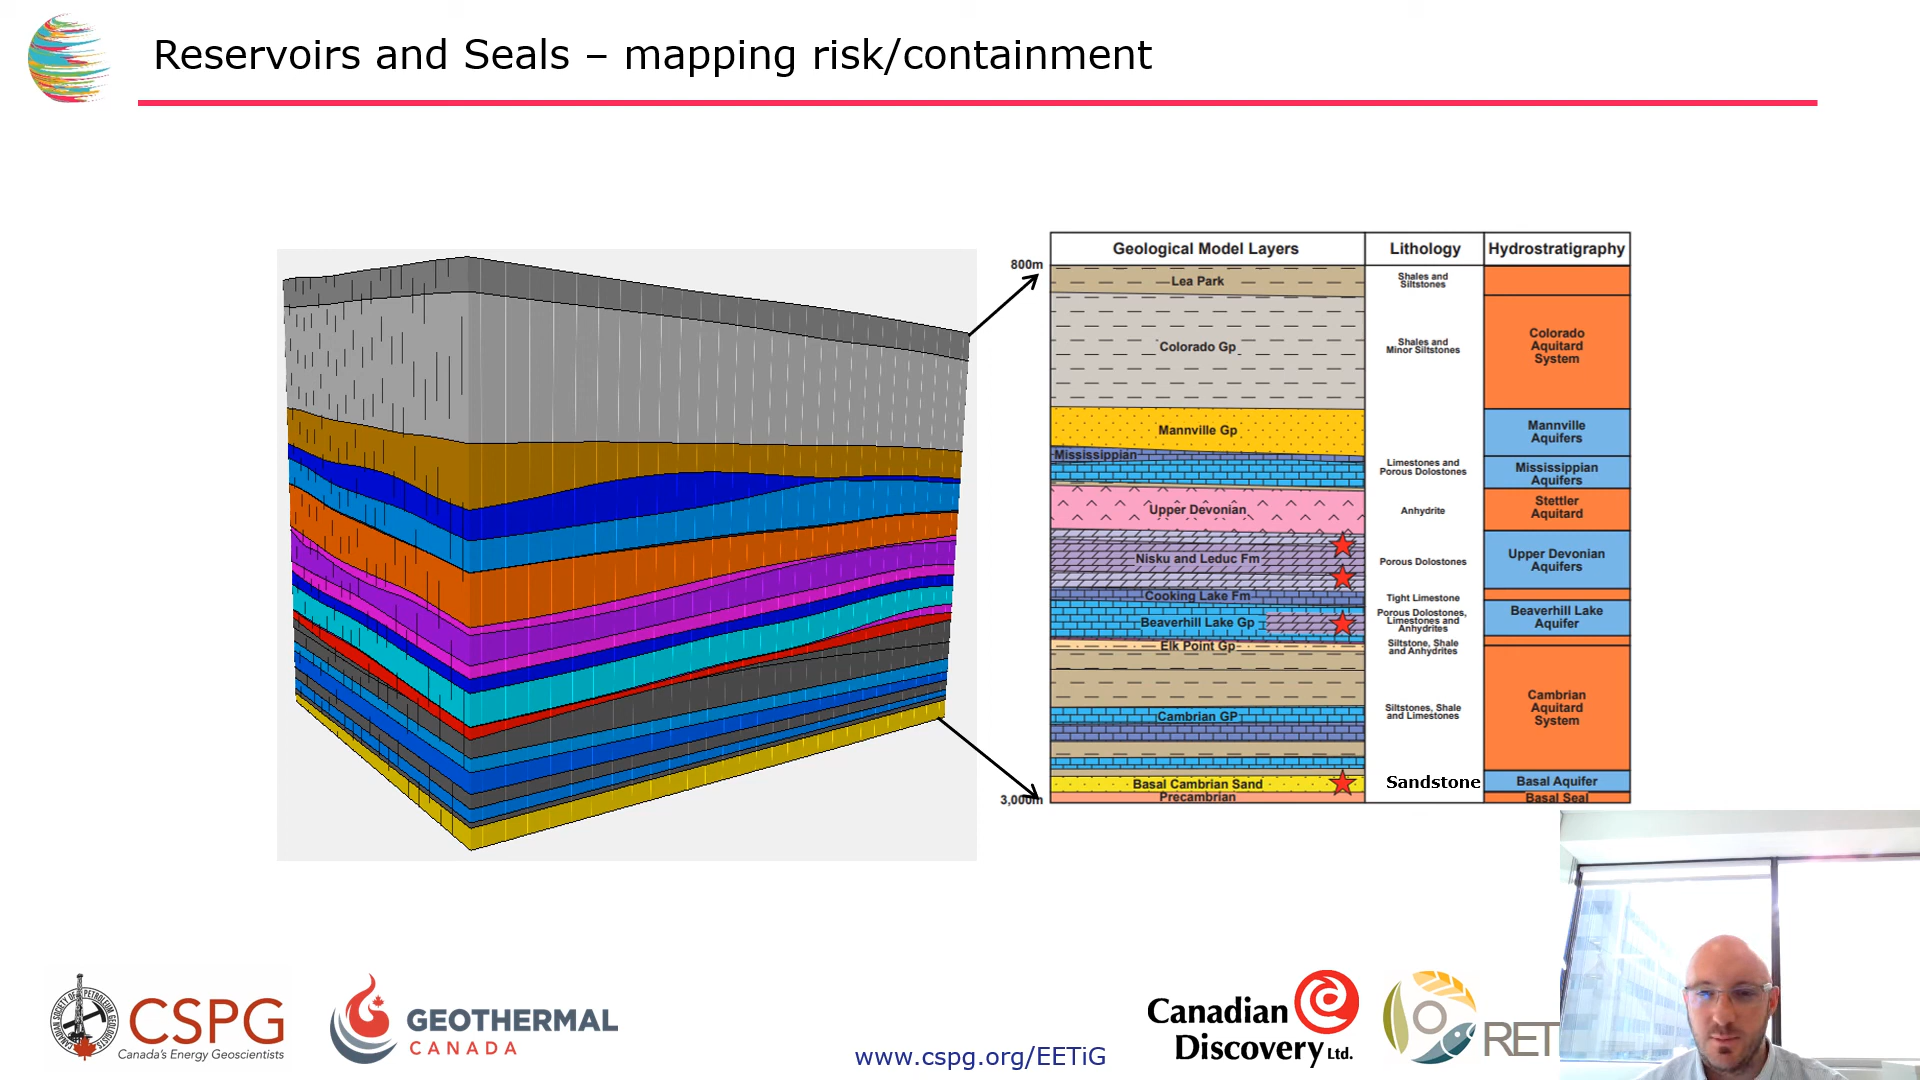 Reservoirs and Seals – mapping risk/containment
Geological Model Layers
Lithology
Hydrostratigraphy
800m
Lea Park
Shales and
Siltstones
Colorado Gp
Shales and
Minor Siltstones
Colorado
Aquitard
System
Mannville Gp
Mannville
Aquifers
Mississippian
Limestones and
Porous Dolostones
Mississippian
Aquifers
Upper Devonian
Anhydrite
Stettler
Aquitard
Nisku and Leduc Fm
Porous Dolostones
Upper Devonian
Aquifers
Cooking Lake Fm
Tight Limestone
Beaverhill Lake Gp
Porous Dolostones,
Limestones and
Anhydrites
Beaverhill Lake
Aquifer
Elk Point Gp
Siltstone, Shale
and Anhydrites
Cambrian GP
Siltstones, Shale
and Limestones
Cambrian
Aquitard
System
Basal Cambrian Sand
Sandstone
Basal Aquifer
3,000m
Precambrian
Basal Seal
CANADIAN SOCIETY OF PETROLEUM GEOLOGISTS
CSPG
Canada's Energy Geoscientists
GEOTHERMAL
CANADA
www.cspg.org/EETiG
Canadian
Discovery Ltd.
RET